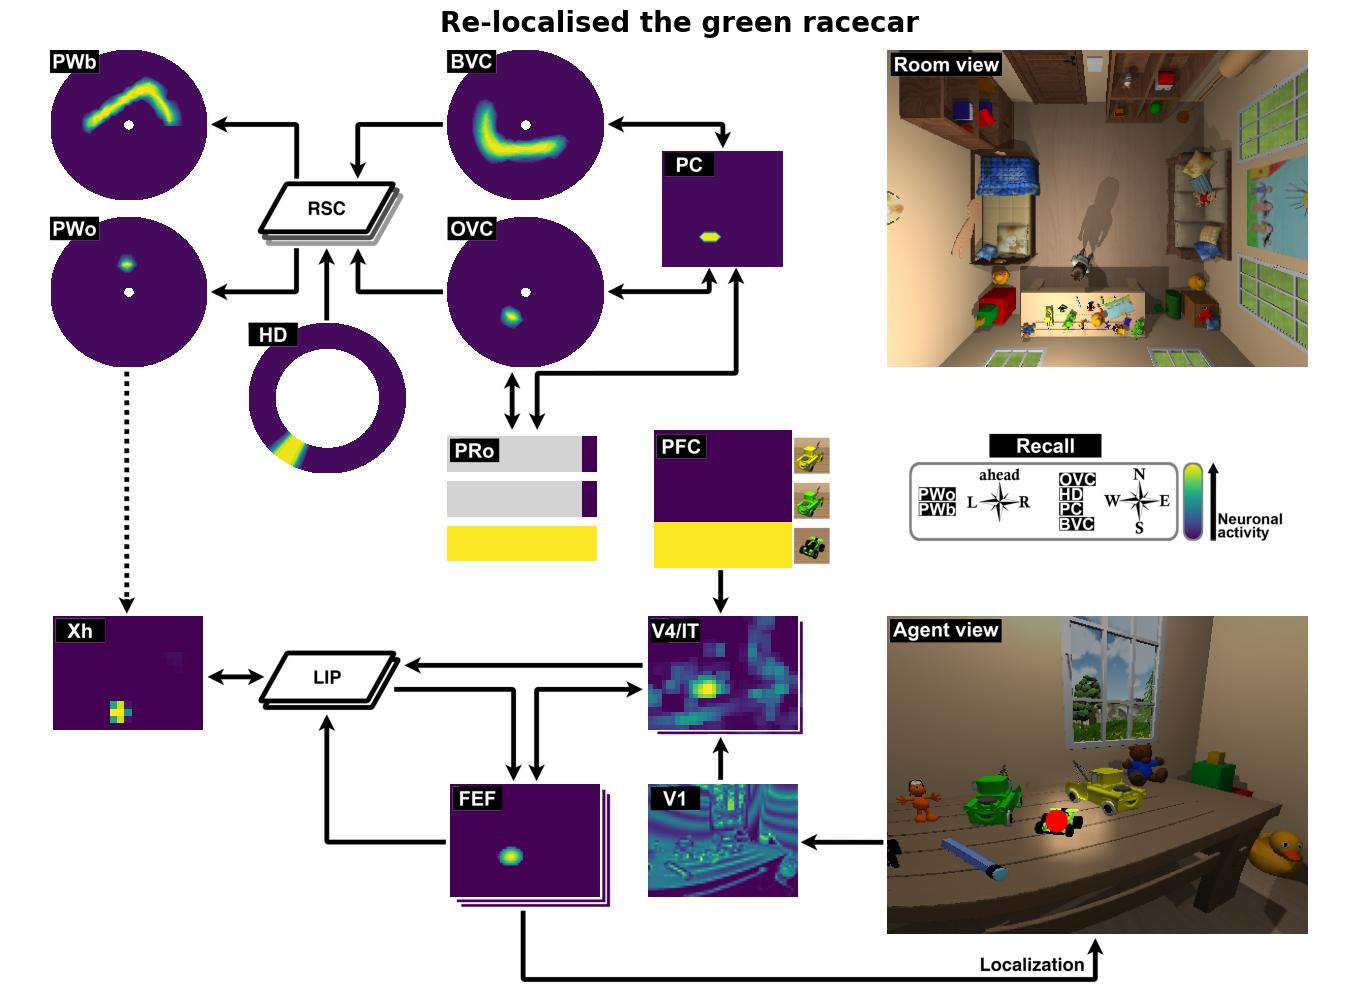 Re-localised the green racecar
PWb
BVC
Room view
PC
RSC
PWo
OVC
HD
PRo
PFC
Recall
ahead
L
R
PWo
PWb
OVC
HD
PC
BVC
N
W
E
S
Neuronal
activity
Xh
LIP
V4/IT
Agent view
FEF
V1
Localization